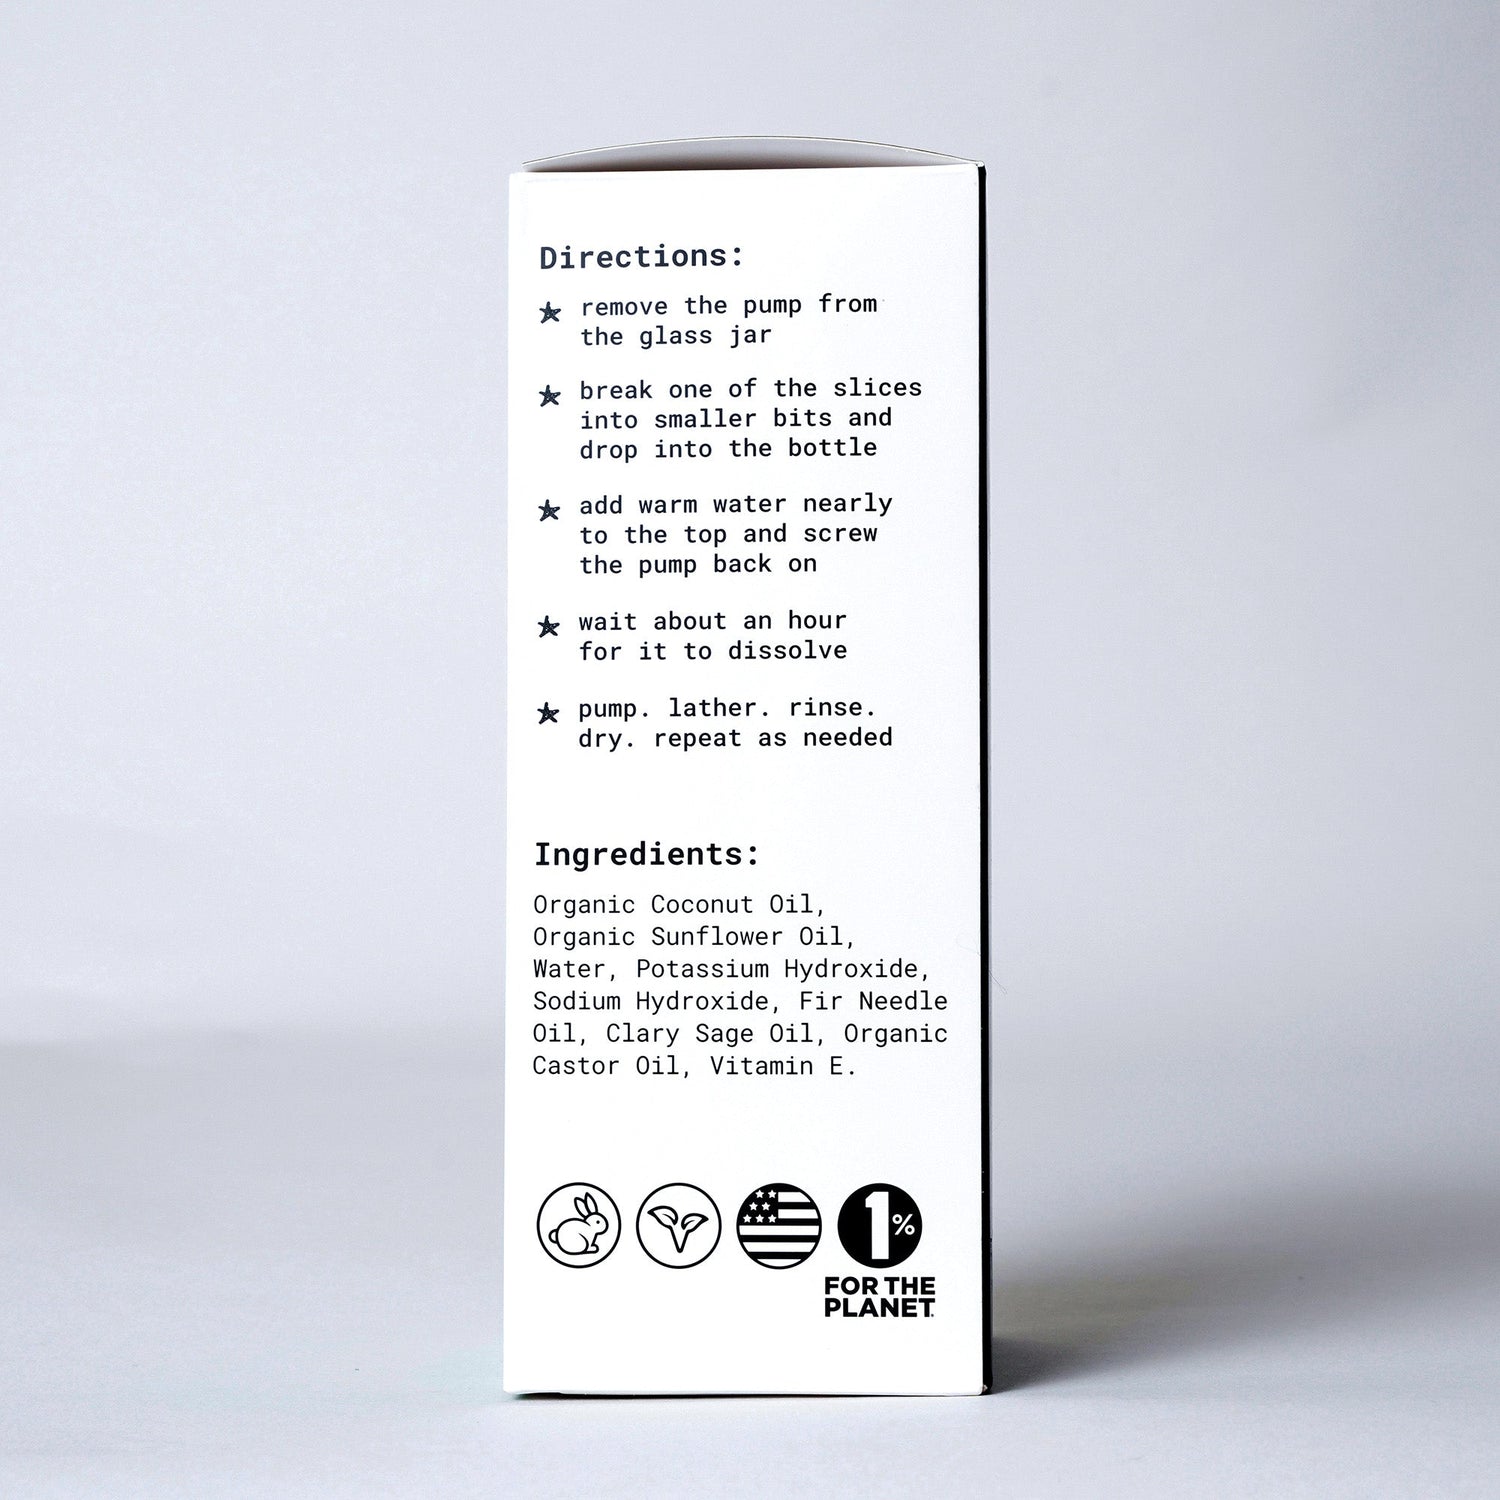 Directions:
remove the pump from
the glass jar
break one of the slices
into smaller bits and
drop into the bottle
add warm water nearly
to the top and screw
the pump back on
wait about an hour
for it to dissolve
pump. lather. rinse.
dry. repeat as needed
Ingredients:
Organic Coconut Oil,
Organic Sunflower Oil,
Water, Potassium Hydroxide,
Sodium Hydroxide, Fir Needle
Oil, Clary Sage Oil, Organic
Castor Oil, Vitamin E.
1%
FOR THE
PLANET